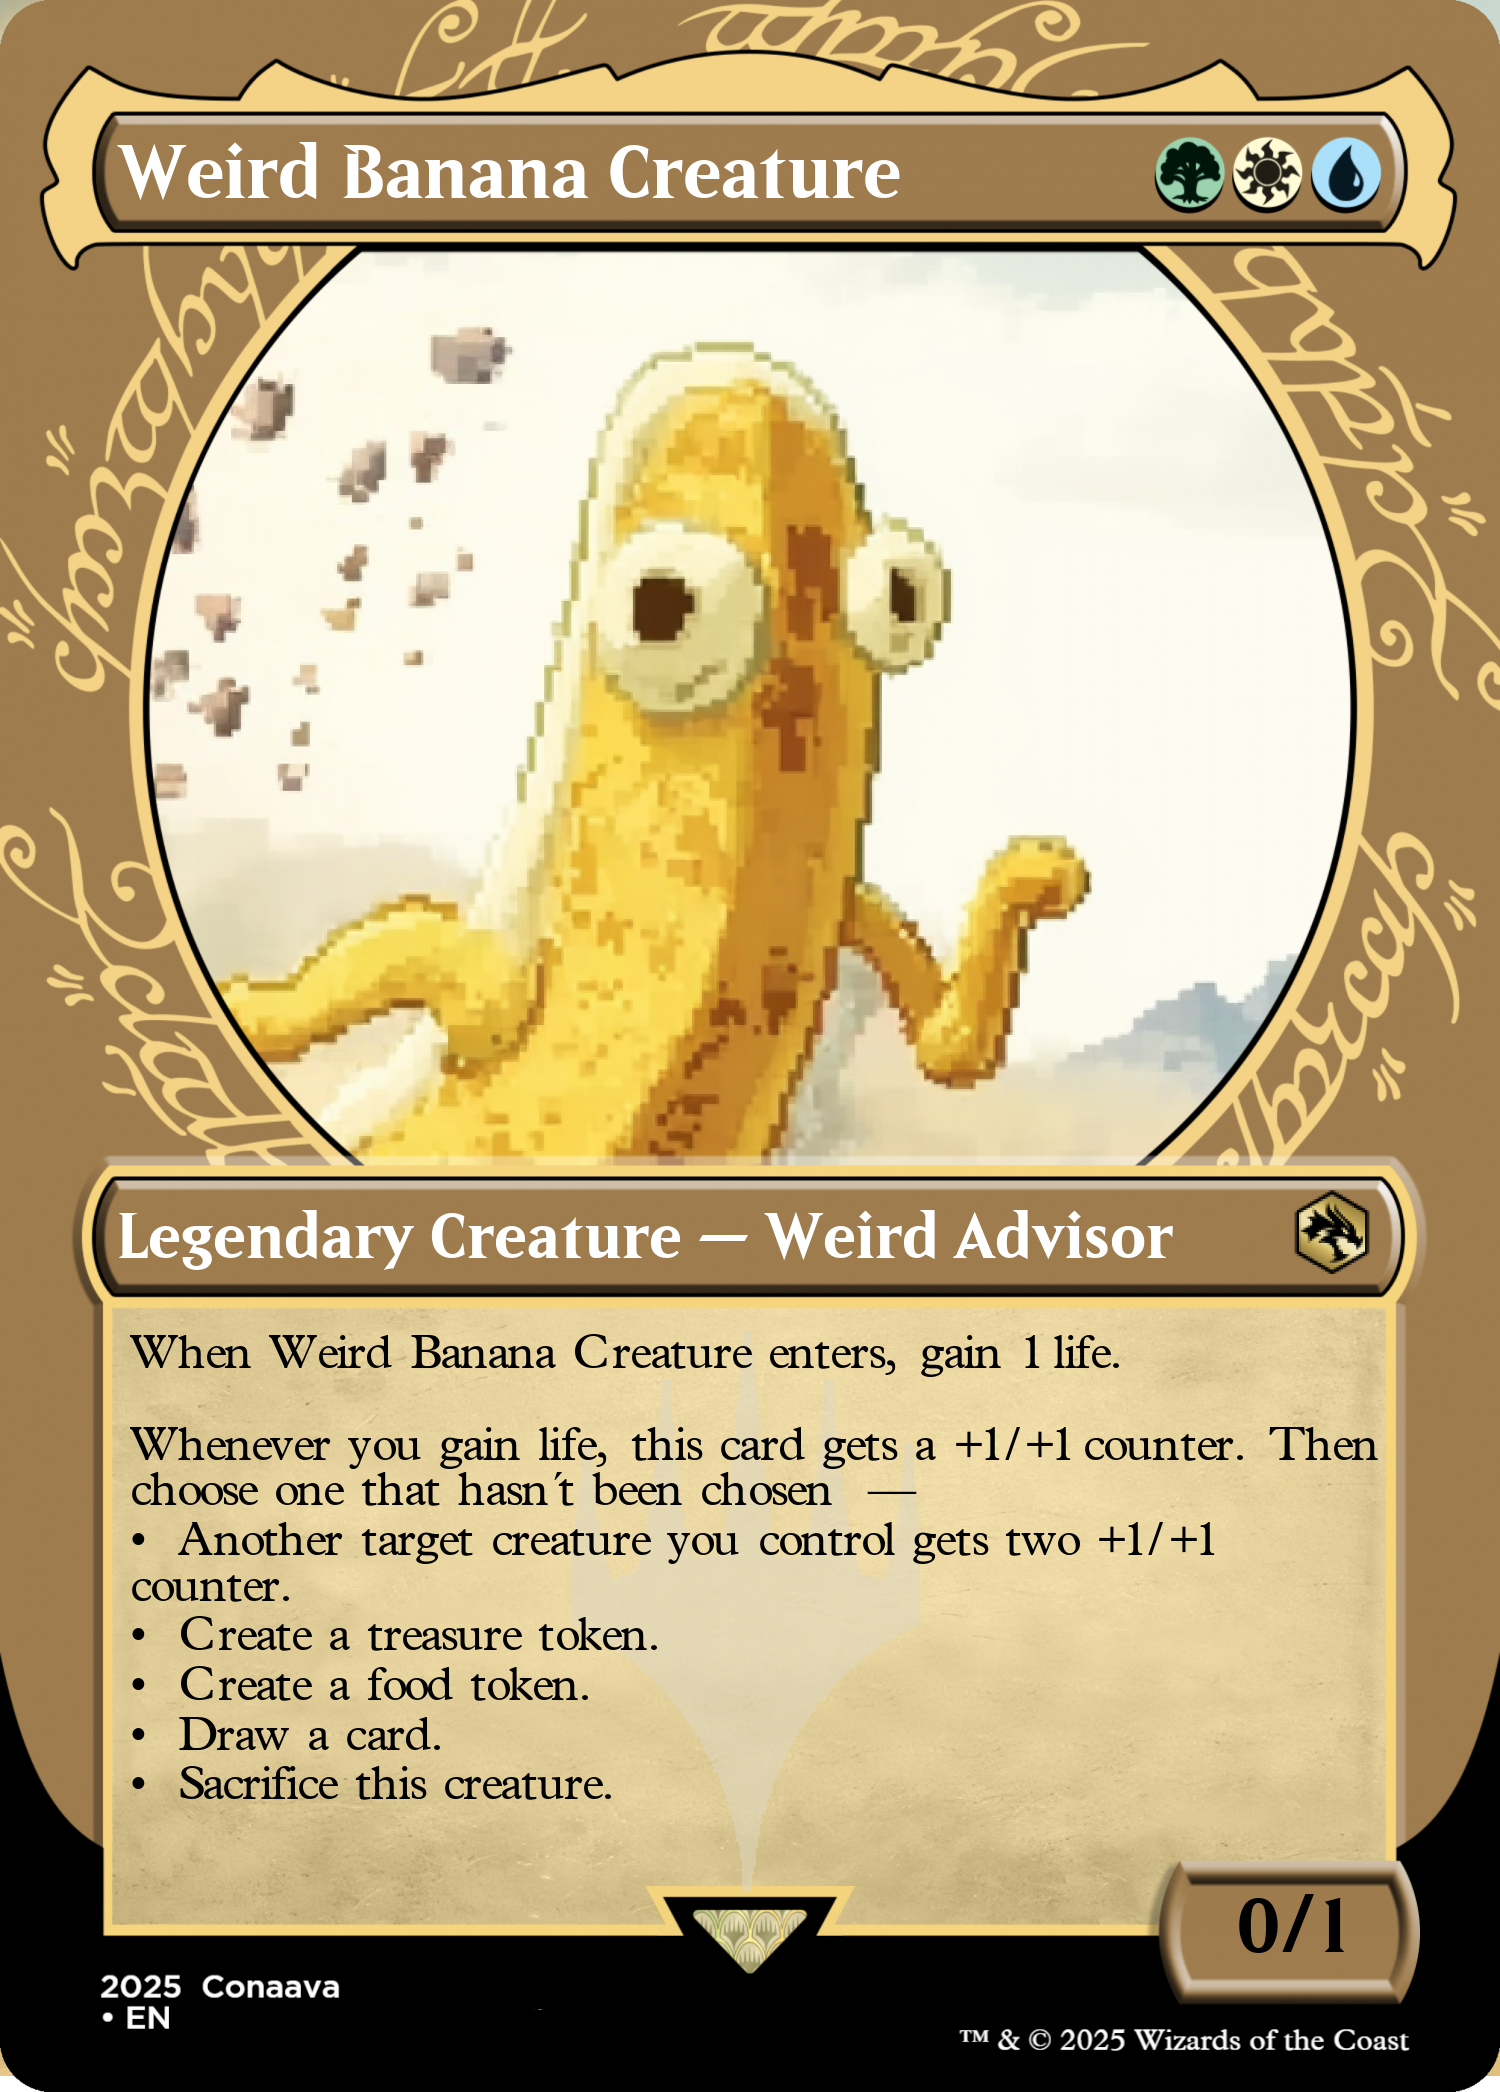 Weird Banana Creature
Legendary Creature — Weird Advisor
When Weird Banana Creature enters, gain 1 life.
Whenever you gain life, this card gets a +1/+1 counter. Then
choose one that hasn´t been chosen —
• Another target creature you control gets two +1/+1
counter.
• Create a treasure token.
• Create a food token.
• Draw a card.
• Sacrifice this creature.
0/1
2025 Conaava
• EN
™ & © 2025 Wizards of the Coast